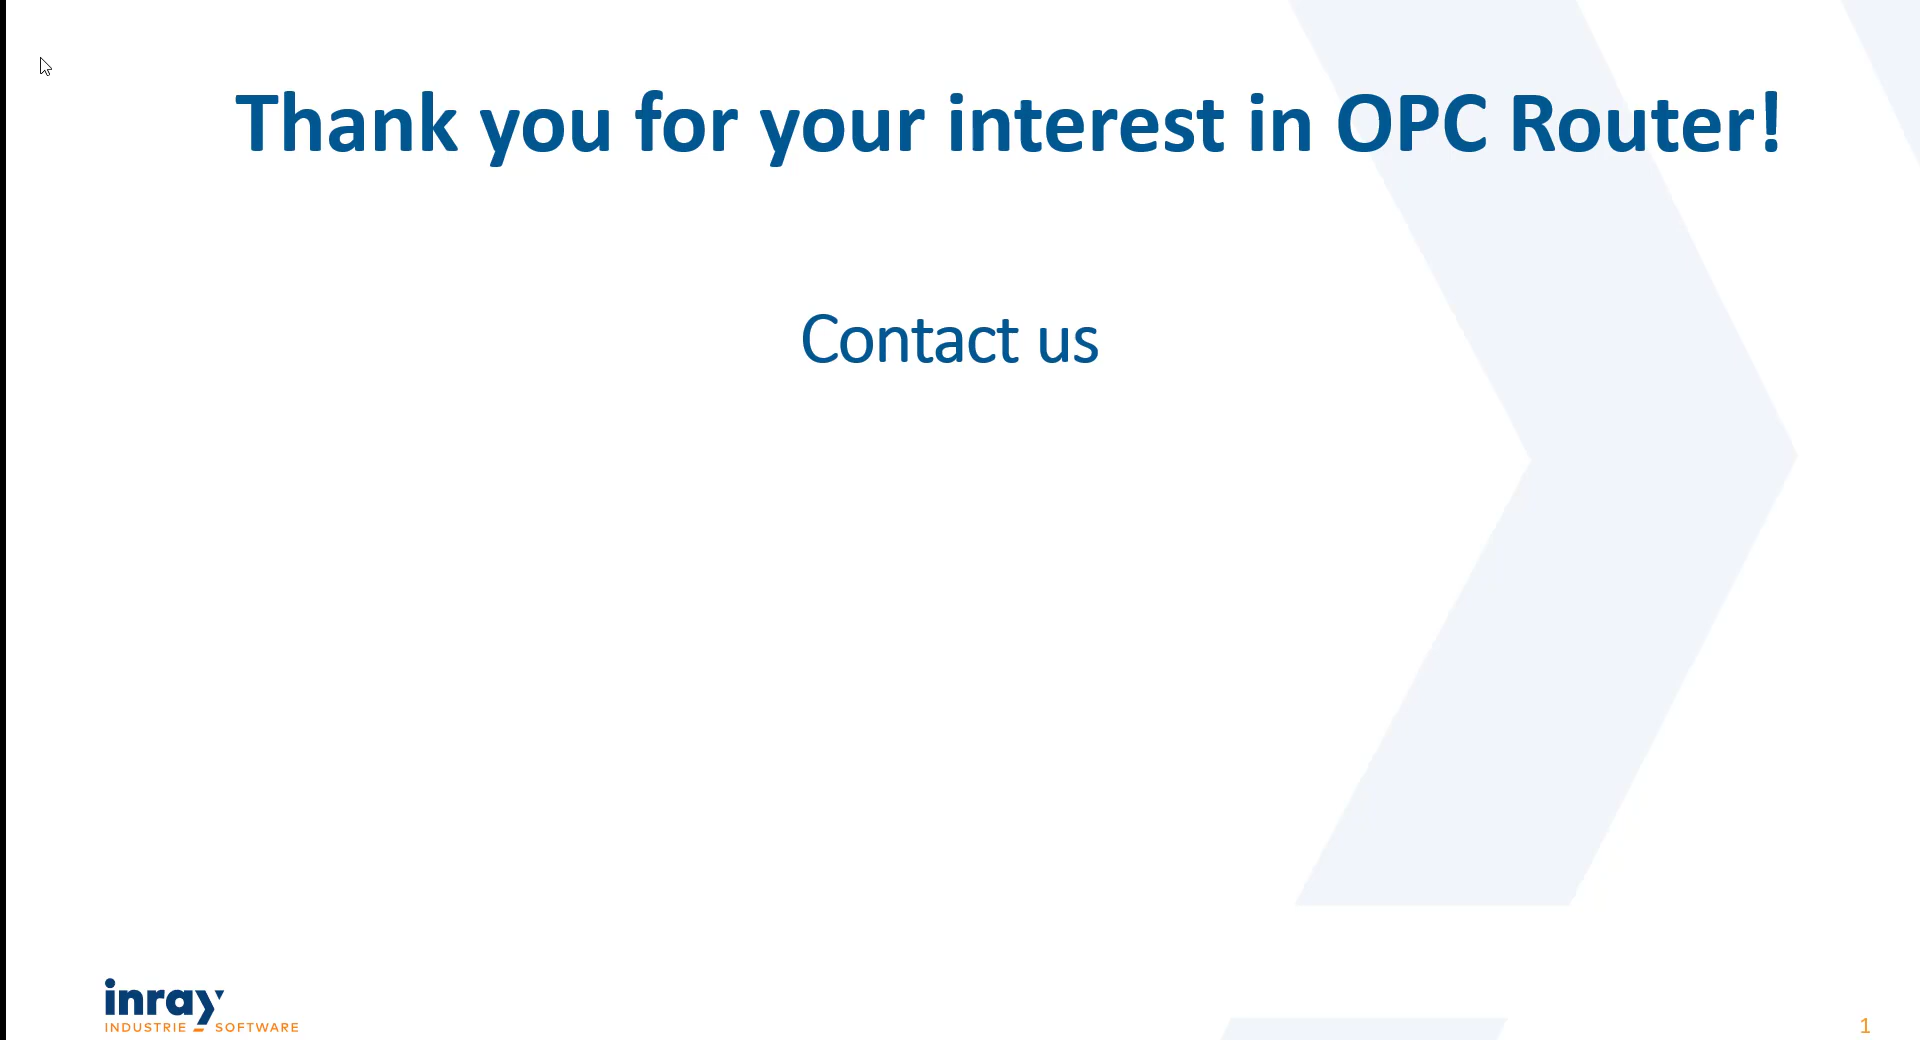 Thank you for your interest in OPC Router!
Contact us
inray
INDUSTRIE SOFTWARE
1